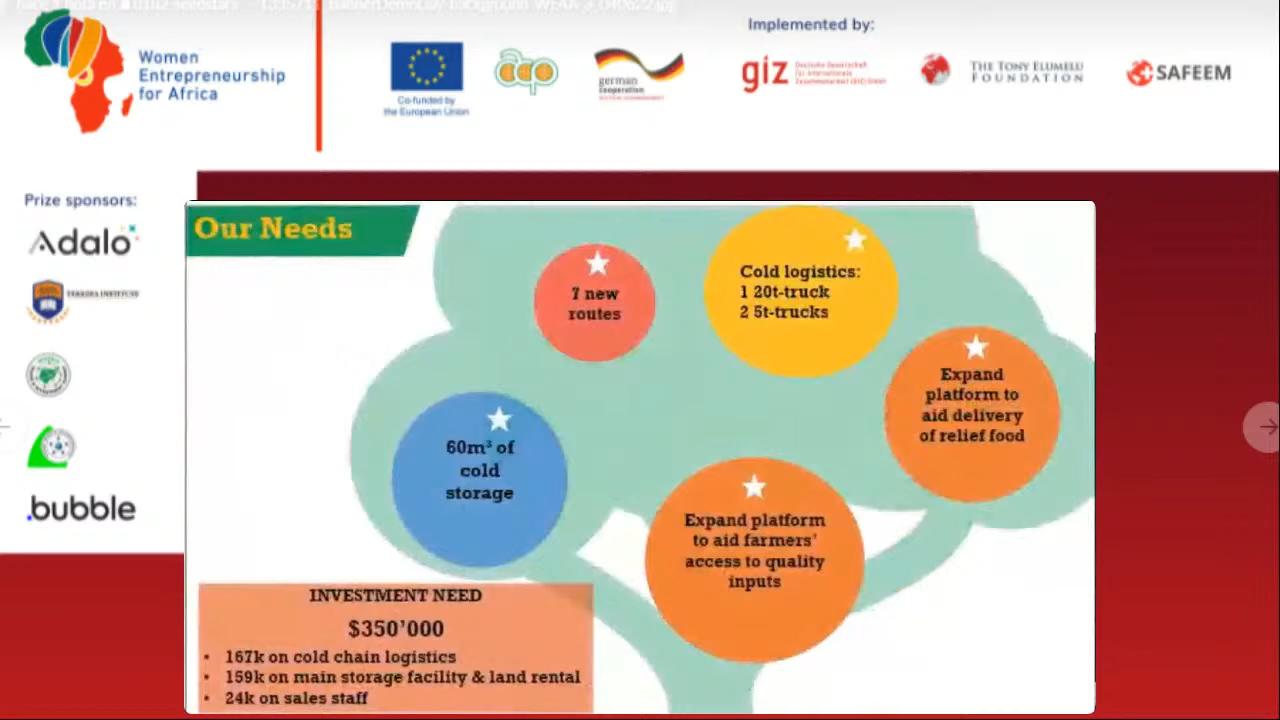 Women
Entrepreneurship
for Africa
Co-funded by
the European Union
german
cooperation
Implemented by:
giz
THE TONY ELUMELU
FOUNDATION
SAFEEM
Prize sponsors:
Adalo
.bubble
Our Needs
7 new
routes
Cold logistics:
1 20t-truck
2 5t-trucks
Expand
platform to
aid delivery
of relief food
60m³ of
cold
storage
Expand platform
to aid farmers'
access to quality
inputs
INVESTMENT NEED
$350'000
• 167k on cold chain logistics
• 159k on main storage facility & land rental
• 24k on sales staff